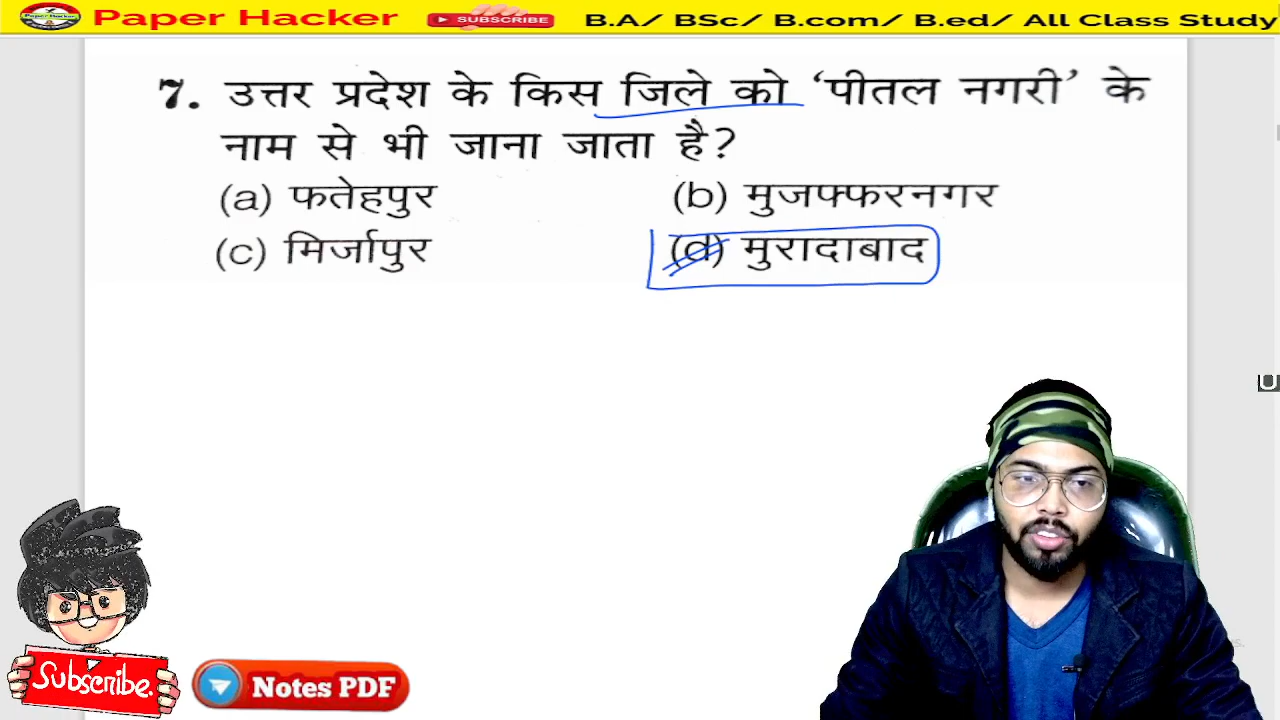 Paper Hacker
SUBSCRIBE
B.A/ BSc/ B.com/ B.ed/ All Class Study
7. उत्तर प्रदेश के किस जिले को ‘पीतल नगरी’ के
नाम से भी जाना जाता है?
(a) फतेहपुर
(b) मुजफ्फरनगर
(c) मिर्जापुर
(d) मुरादाबाद
U
Subscribe.
Notes PDF